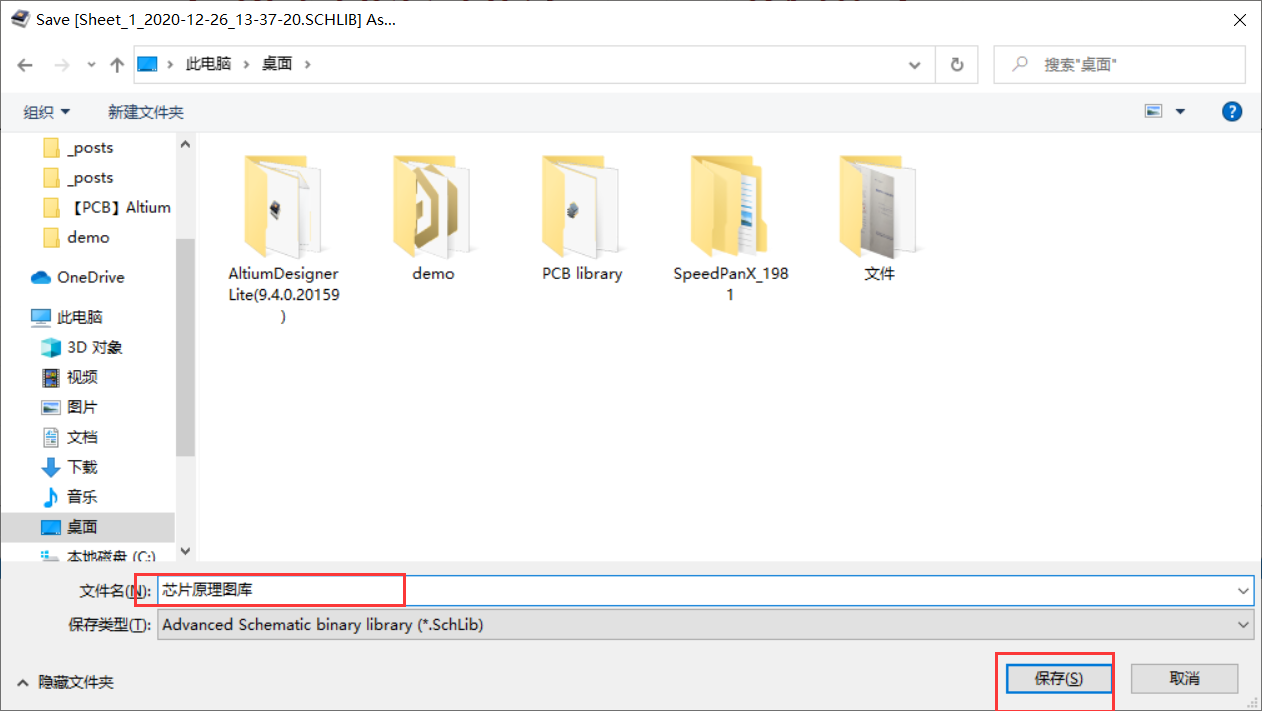 Save [Sheet_1_2020-12-26_13-37-20.SCHLIB] As...
此电脑 桌面
搜索"桌面"
组织 新建文件夹
_posts
_posts
【PCB】Altium
demo
OneDrive
此电脑
3D 对象
视频
图片
文档
下载
音乐
桌面
本地磁盘 (C:)
AltiumDesigner
Lite(9.4.0.20159
)
demo
PCB library
SpeedPanX_198
1
文件
文件名(N): 芯片原理图库
保存类型(T): Advanced Schematic binary library (*.SchLib)
隐藏文件夹
保存(S)
取消